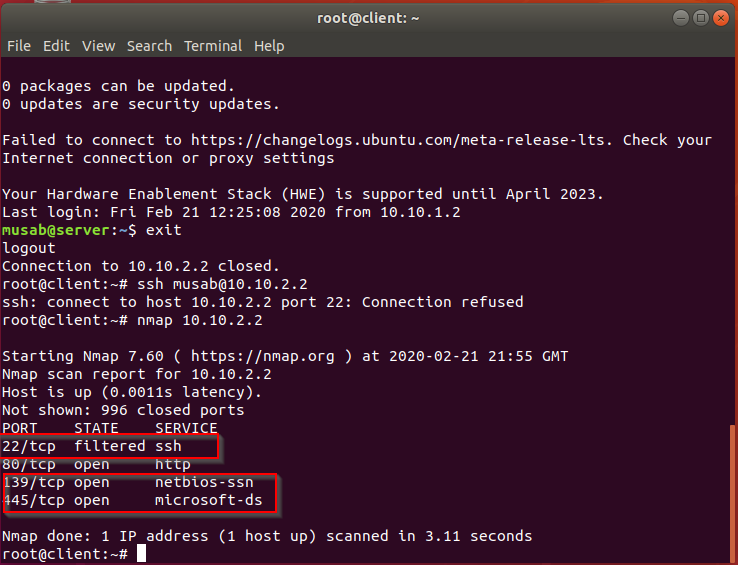 root@client: ~
File Edit View Search Terminal Help
0 packages can be updated.
0 updates are security updates.
Failed to connect to https://changelogs.ubuntu.com/meta-release-lts. Check your
Internet connection or proxy settings
Your Hardware Enablement Stack (HWE) is supported until April 2023.
Last login: Fri Feb 21 12:25:08 2020 from 10.10.1.2
musab@server:~$ exit
logout
Connection to 10.10.2.2 closed.
root@client:~# ssh musab@10.10.2.2
ssh: connect to host 10.10.2.2 port 22: Connection refused
root@client:~# nmap 10.10.2.2
Starting Nmap 7.60 ( https://nmap.org ) at 2020-02-21 21:55 GMT
Nmap scan report for 10.10.2.2
Host is up (0.0011s latency).
Not shown: 996 closed ports
PORT    STATE    SERVICE
22/tcp  filtered ssh
80/tcp  open     http
139/tcp open     netbios-ssn
445/tcp open     microsoft-ds
Nmap done: 1 IP address (1 host up) scanned in 3.11 seconds
root@client:~#